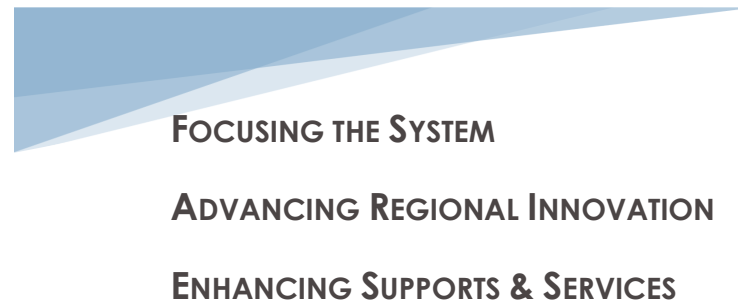 FOCUSING THE SYSTEM
ADVANCING REGIONAL INNOVATION
ENHANCING SUPPORTS & SERVICES